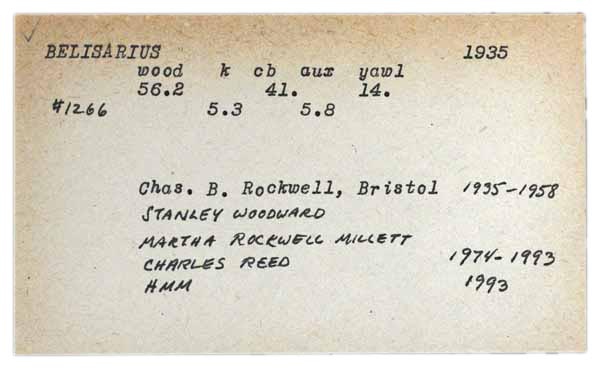 BELISARIUS 1935
wood k cb aux yawl
56.2 41. 14.
#1266 5.3 5.8
Chas. B. Rockwell, Bristol 1935-1958
STANLEY WOODWARD
MARTHA ROCKWELL MILLETT
CHARLES REED 1974-1993
HMM 1993